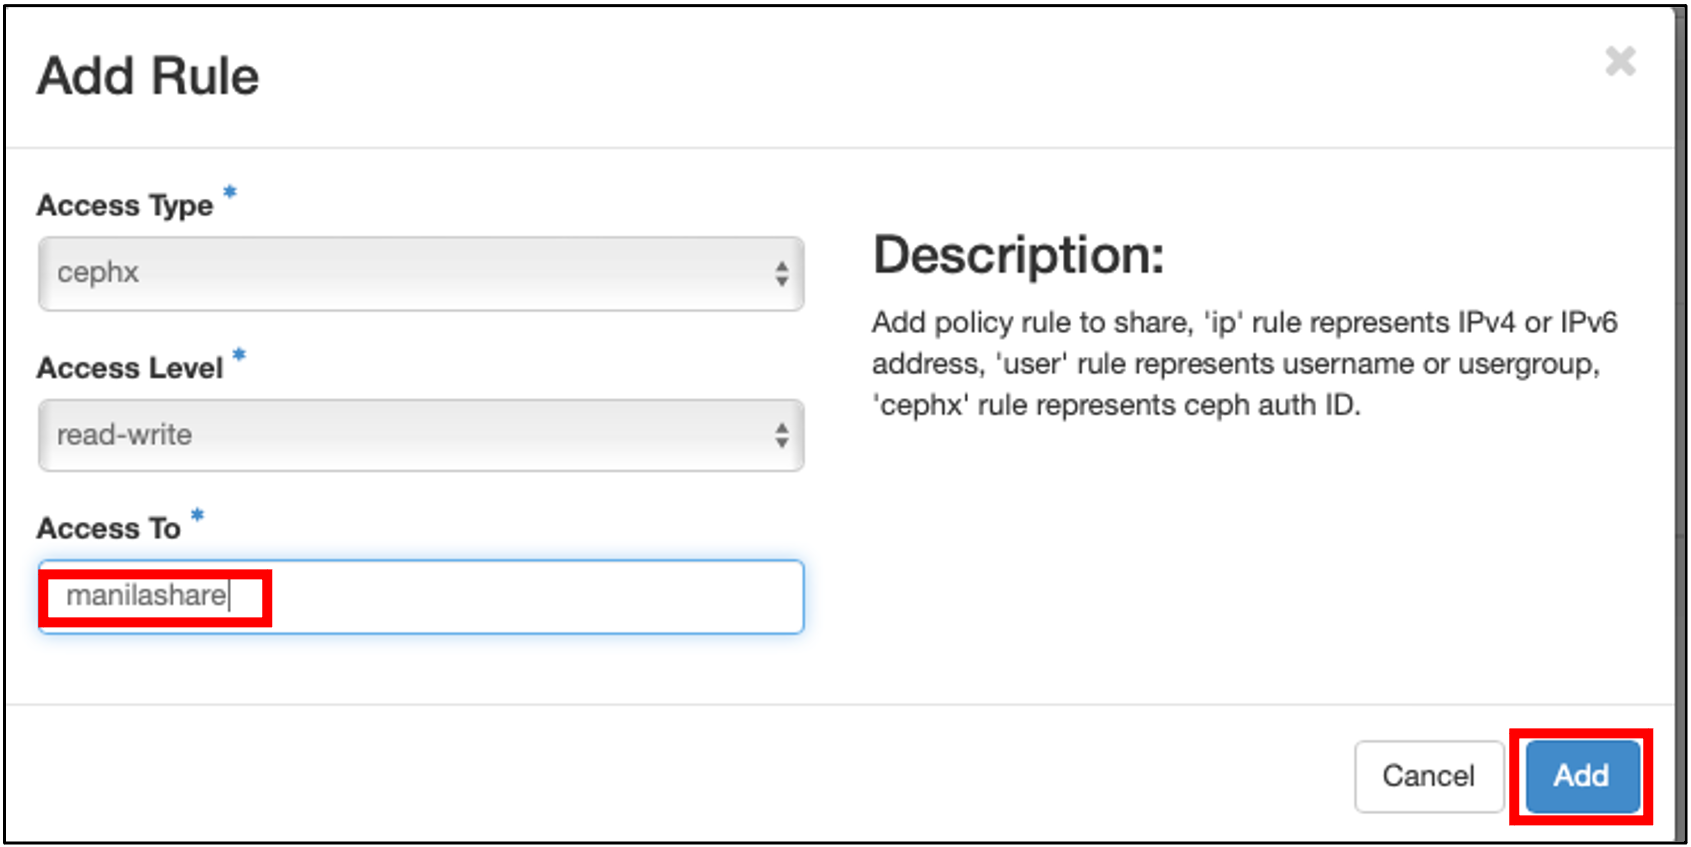 Add Rule
Access Type *
cephx
Access Level *
read-write
Access To *
manilashare
Description:
Add policy rule to share, 'ip' rule represents IPv4 or IPv6
address, 'user' rule represents username or usergroup,
'cephx' rule represents ceph auth ID.
Cancel
Add